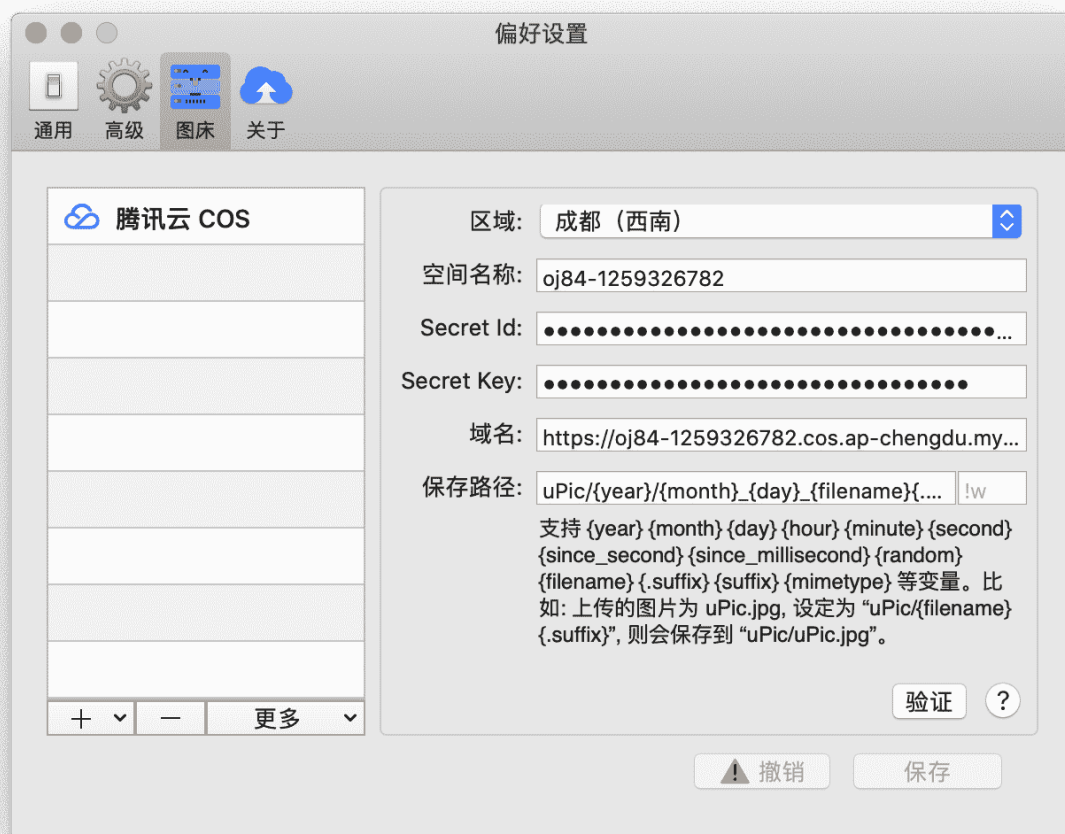 偏好设置
通用
高级
图床
关于
腾讯云 COS
区域:
成都（西南）
空间名称:
oj84-1259326782
Secret Id:
●●●●●●●●●●●●●●●●●●●●●●●●●●●●●●●●●●...
Secret Key:
●●●●●●●●●●●●●●●●●●●●●●●●●●●●●●●●
域名:
https://oj84-1259326782.cos.ap-chengdu.my...
保存路径:
uPic/{year}/{month}_{day}_{filename}{....
!w
支持 {year} {month} {day} {hour} {minute} {second}
{since_second} {since_millisecond} {random}
{filename} {.suffix} {suffix} {mimetype} 等变量。比
如: 上传的图片为 uPic.jpg, 设定为 “uPic/{filename}
{.suffix}”, 则会保存到 “uPic/uPic.jpg”。
验证
?
更多
撤销
保存